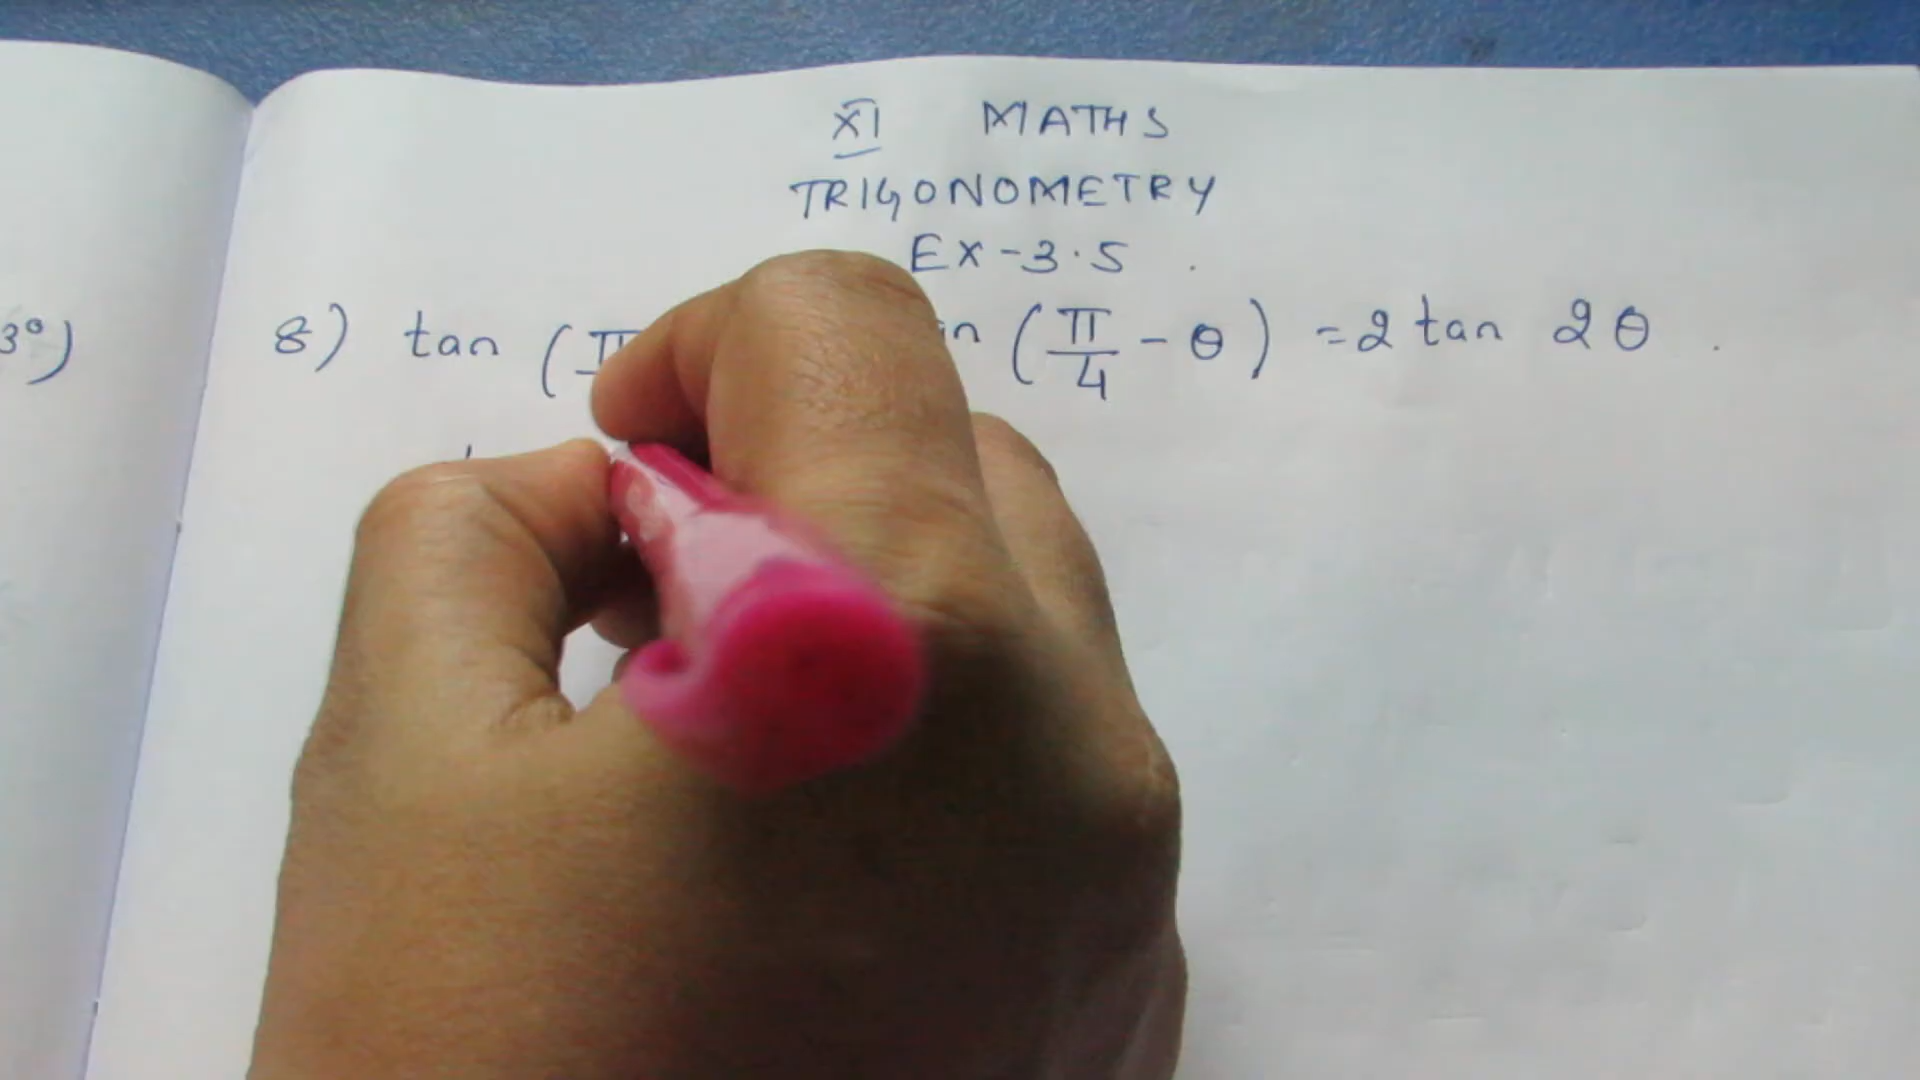 XI MATHS
TRIGONOMETRY
EX-3.5
3°)
8) tan (π n (π/4 - θ) = 2 tan 2θ .